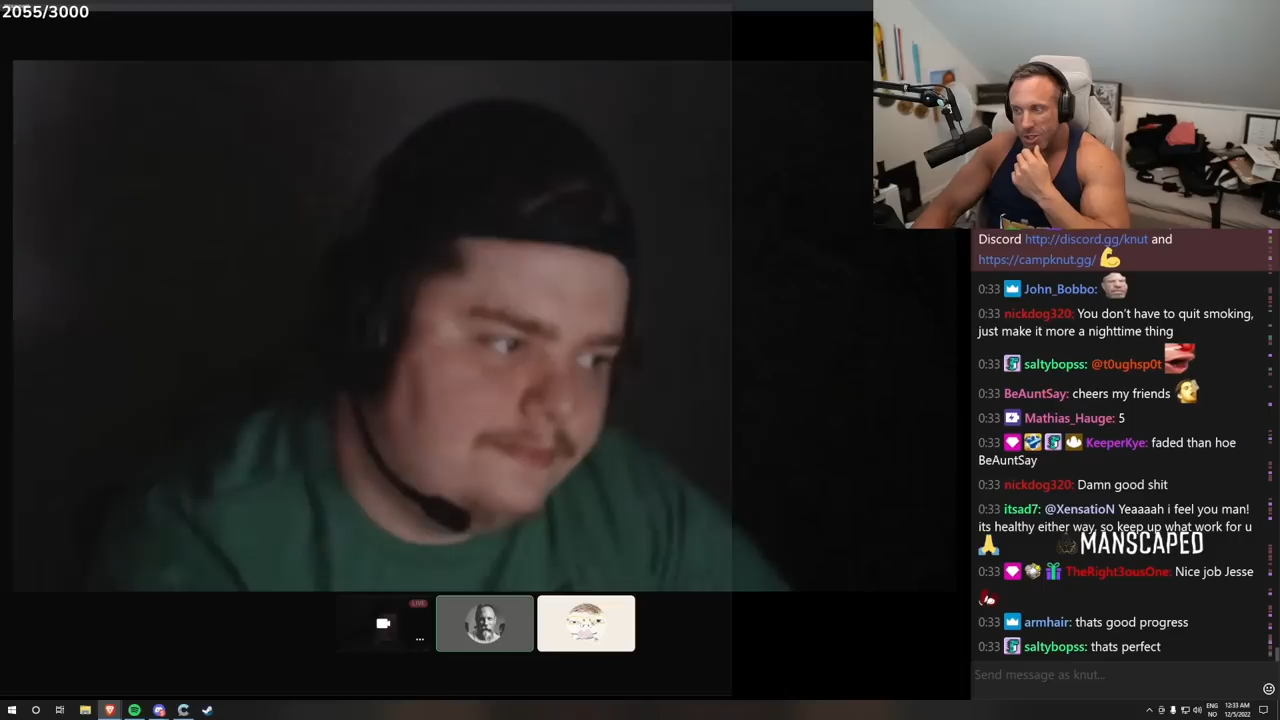 2055/3000
Discord http://discord.gg/knut and
https://campknut.gg/
0:33 John_Bobbo:
0:33 nickdog320: You don't have to quit smoking,
just make it more a nighttime thing
0:33 saltybopss: @t0ughsp0t
0:33 BeAuntSay: cheers my friends
0:33 Mathias_Hauge: 5
0:33 KeeperKye: faded than hoe
BeAuntSay
0:33 nickdog320: Damn good shit
0:33 itsad7: @XensatioN Yeaaaah i feel you man!
its healthy either way, so keep up what work for u
MANSCAPED
0:33 TheRight3ousOne: Nice job Jesse
0:33 armhair: thats good progress
0:33 saltybopss: thats perfect
Send message as knut...
LIVE
...
ENG
NO
12:33 AM
12/5/2022